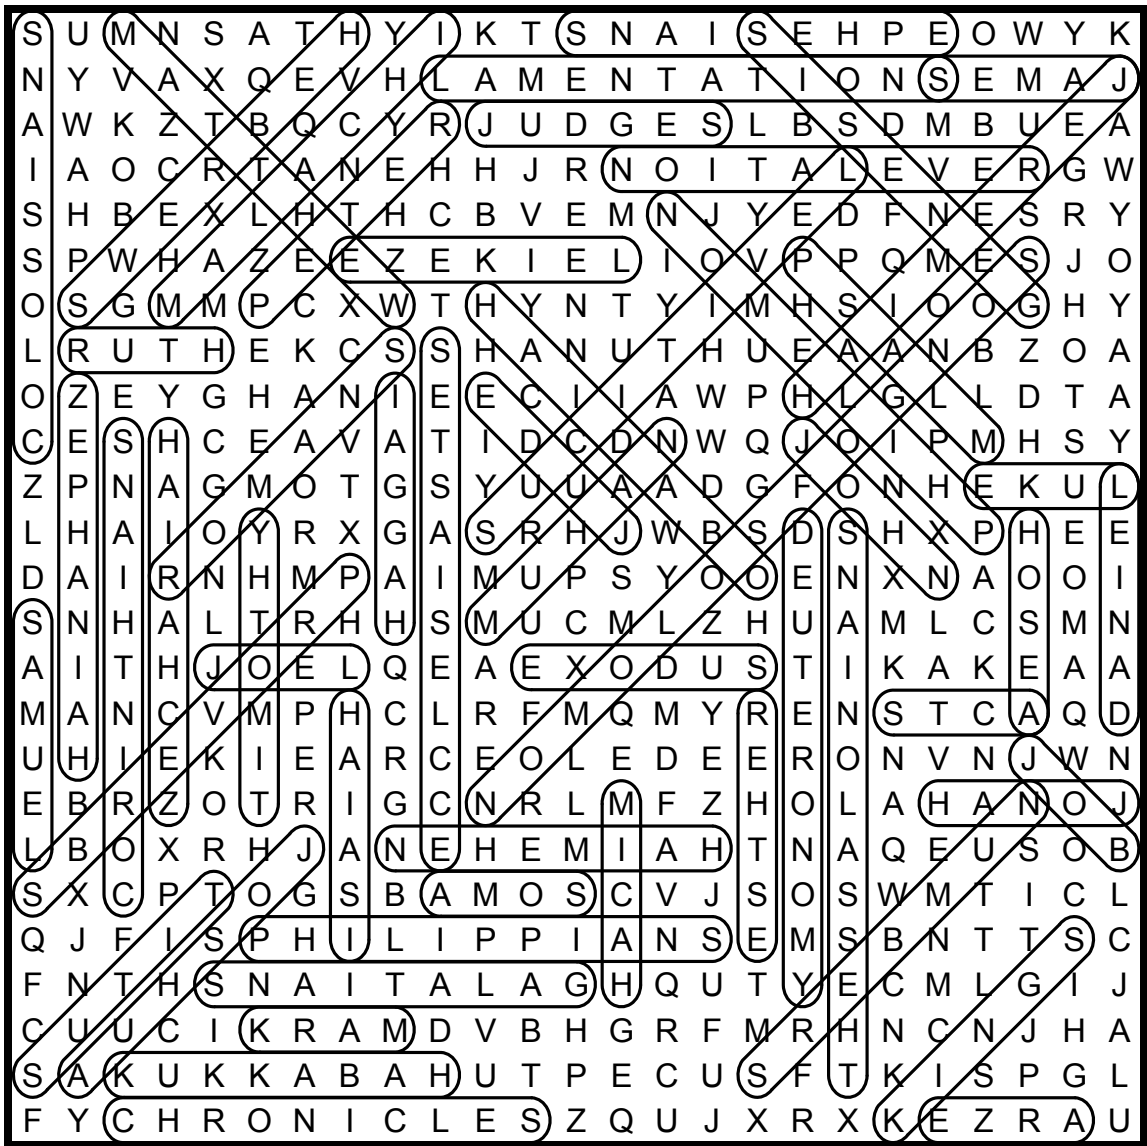 S U M N S A T H Y I K T S N A I S E H P E O W Y K
N Y V A X Q E V H L A M E N T A T I O N S E M A J
A W K Z T B Q C Y R J U D G E S L B S D M B U E A
I A O C R T A N E H H J R N O I T A L E V E R G W
S H B E X L H T H C B V E M N J Y E D F N E S R Y
S P W H A Z E E Z E K I E L I O V P P Q M E S J O
O S G M M P C X W T H Y N T Y I M H S I O O G H Y
L R U T H E K C S S H A N U T H U E A A N B Z O A
O Z E Y G H A N I E E C I I A W P H L G L L D T A
C E S H C E A V A T I D C D N W Q J O I P M H S Y
Z P N A G M O T G S Y U U A A D G F O N H E K U L
L H A I O Y R X G A S R H J W B S D S H X P H E E
D A I R N H M P A I M U P S Y O O E N X N A O O I
S N H A L T R H H S M U C M L Z H U A M L C S M N
A I T H J O E L Q E A E X O D U S T I K A K E A A
M A N C V M P H C L R F M Q M Y R E N S T C A Q D
U H I E K I E A R C E O L E D E E R O N V N J W N
E B R Z O T R I G C N R L M F Z H O L A H A N O J
L B O X R H J A N E H E M I A H T N A Q E U S O B
S X C P T O G S B A M O S C V J S O S W M T I C L
Q J F I S P H I L I P P I A N S E M S B N T T S C
F N T H S N A I T A L A G H Q U T Y E C M L G I J
C U U C I K R A M D V B H G R F M R H N C N J H A
S A K U K K A B A H U T P E C U S F T K I S P G L
F Y C H R O N I C L E S Z Q U J X R X K E Z R A U